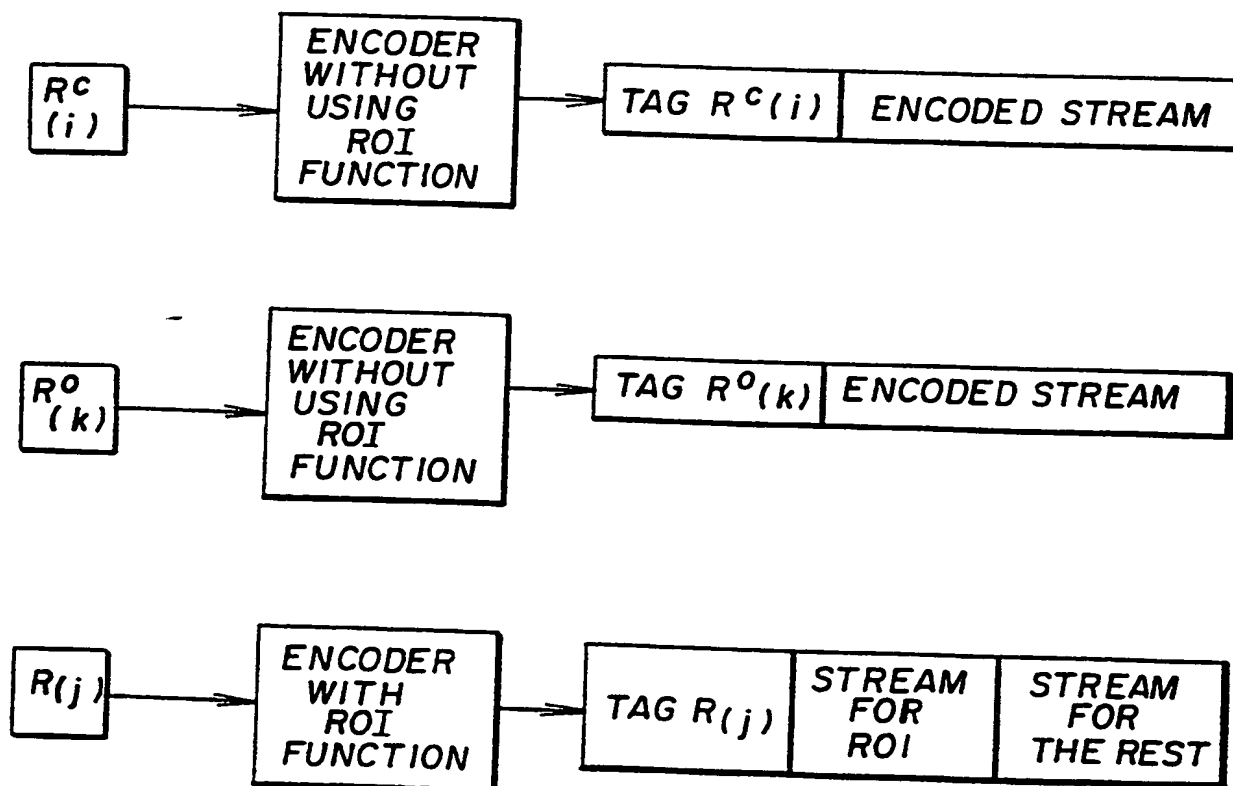 R^c
(i)
ENCODER
WITHOUT
USING
ROI
FUNCTION
TAG R^c(i)
ENCODED STREAM
R^o
(k)
ENCODER
WITHOUT
USING
ROI
FUNCTION
TAG R^o(k)
ENCODED STREAM
R(j)
ENCODER
WITH
ROI
FUNCTION
TAG R(j)
STREAM
FOR
ROI
STREAM
FOR
THE REST